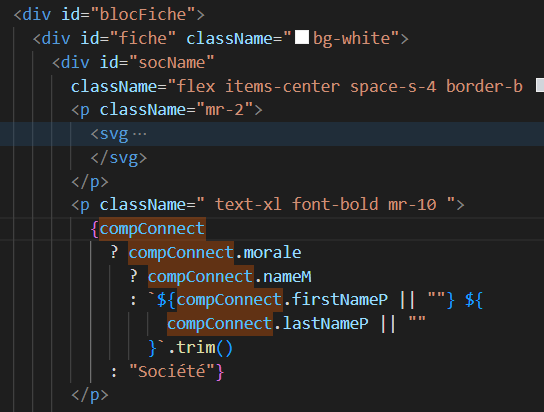 <div id="blocFiche">
<div id="fiche" className="bg-white">
<div id="socName"
className="flex items-center space-s-4 border-b
<p className="mr-2">
<svg ···
</svg>
</p>
<p className=" text-xl font-bold mr-10 ">
{compConnect
? compConnect.morale
? compConnect.nameM
: `${compConnect.firstNameP || ""} ${
compConnect.lastNameP || ""
}`.trim()
: "Société"}
</p>